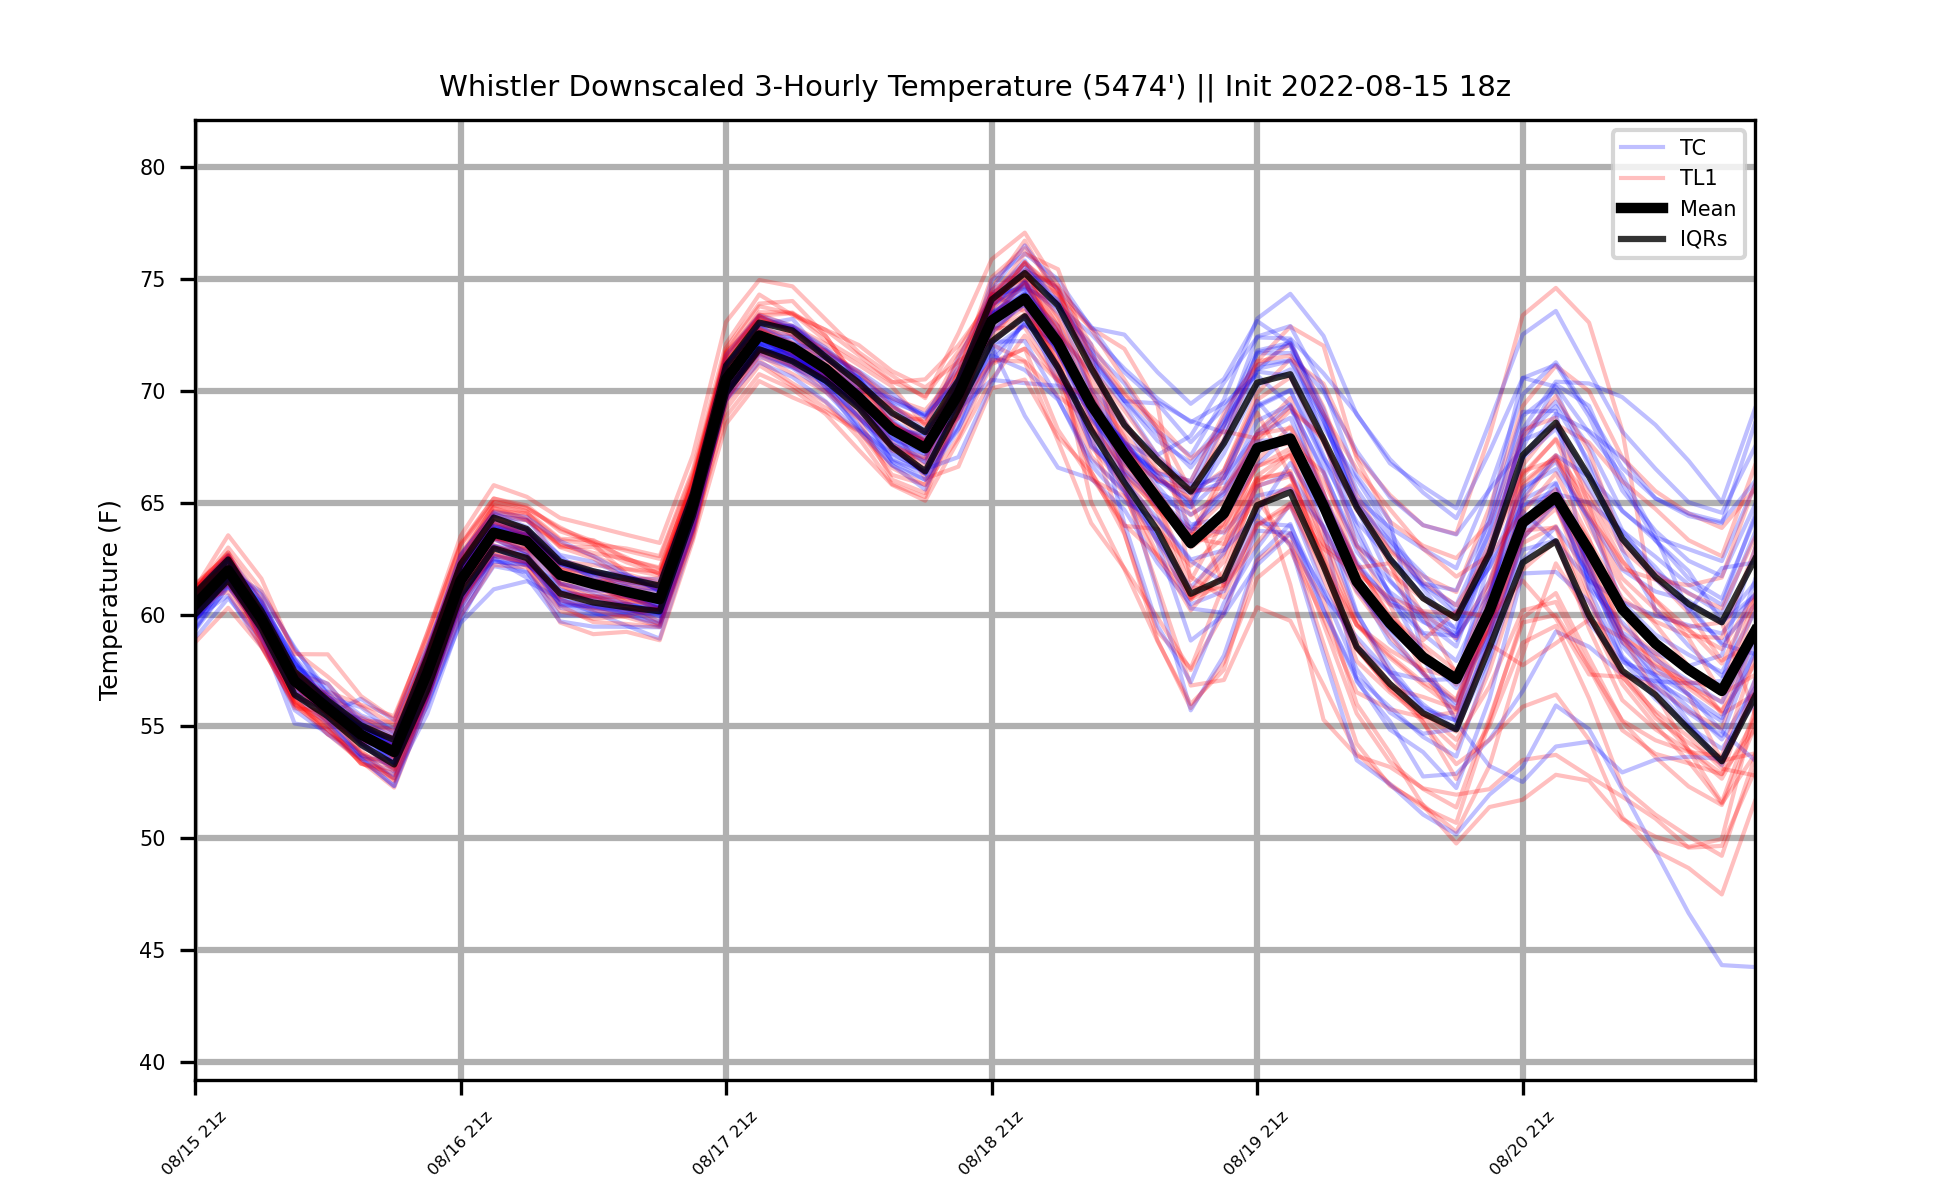 Whistler Downscaled 3-Hourly Temperature (5474') || Init 2022-08-15 18z
TC
TL1
Mean
IQRs
Temperature (F)
80
75
70
65
60
55
50
45
40
08/15 21z
08/16 21z
08/17 21z
08/18 21z
08/19 21z
08/20 21z